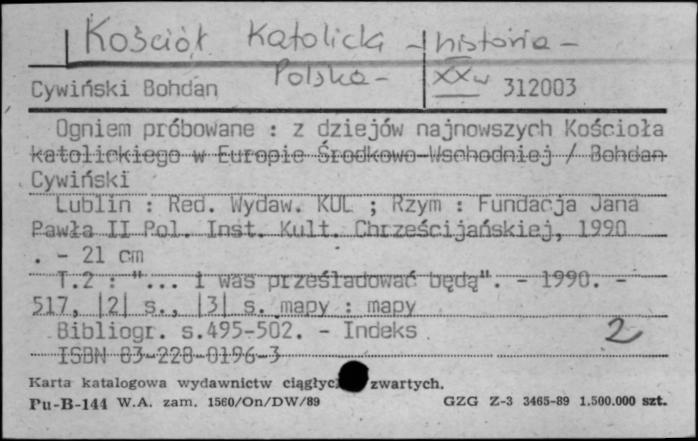 Kościół Katolicki - historia -
Polska - XX w
Cywiński Bohdan 312003
Ogniem próbowane : z dziejów najnowszych Kościoła
katolickiego w Europie Środkowo-Wschodniej / Bohdan
Cywiński
Lublin : Red. Wydaw. KUL ; Rzym : Fundacja Jana
Pawła II Pol. Inst. Kult. Chrześcijańskiej, 1990
. - 21 cm
T.2 : "... i was prześladować będą". - 1990. -
517, |2| s., |3| s. mapy : mapy
Bibliogr. s.495-502. - Indeks
2
ISBN 83-228-0196-3
Karta katalogowa wydawnictw ciągłyc zwartych.
Pu-B-144 W.A. zam. 1560/On/DW/89 GZG Z-3 3465-89 1.500.000 szt.